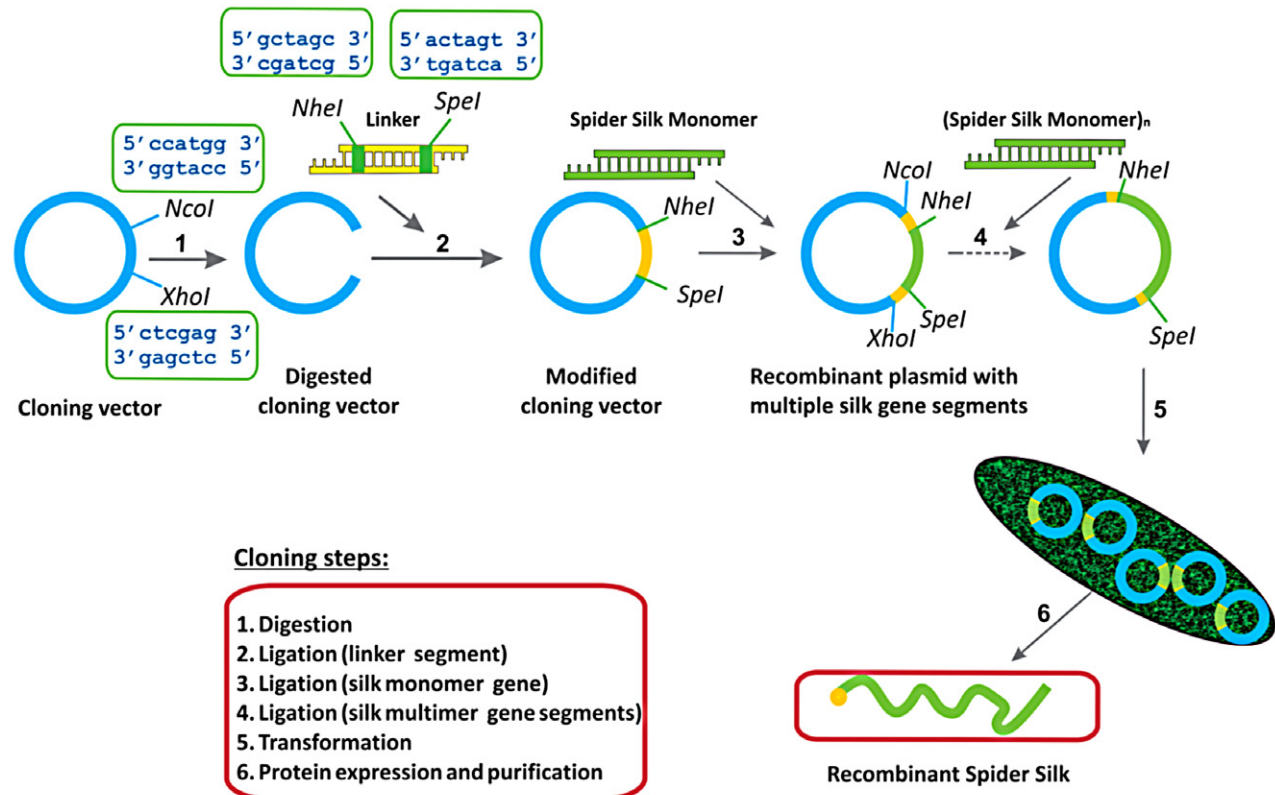 5'gctagc 3'
3'cgatcg 5'
5'actagt 3'
3'tgatca 5'
NheI
SpeI
Linker
Spider Silk Monomer
(Spider Silk Monomer)n
5'ccatgg 3'
3'ggtacc 5'
NcoI
1
XhoI
5'ctcgag 3'
3'gagctc 5'
2
NheI
SpeI
3
NcoI
NheI
SpeI
XhoI
4
NheI
SpeI
Cloning vector
Digested
cloning vector
Modified
cloning vector
Recombinant plasmid with
multiple silk gene segments
5
6
Cloning steps:
1. Digestion
2. Ligation (linker segment)
3. Ligation (silk monomer gene)
4. Ligation (silk multimer gene segments)
5. Transformation
6. Protein expression and purification
Recombinant Spider Silk